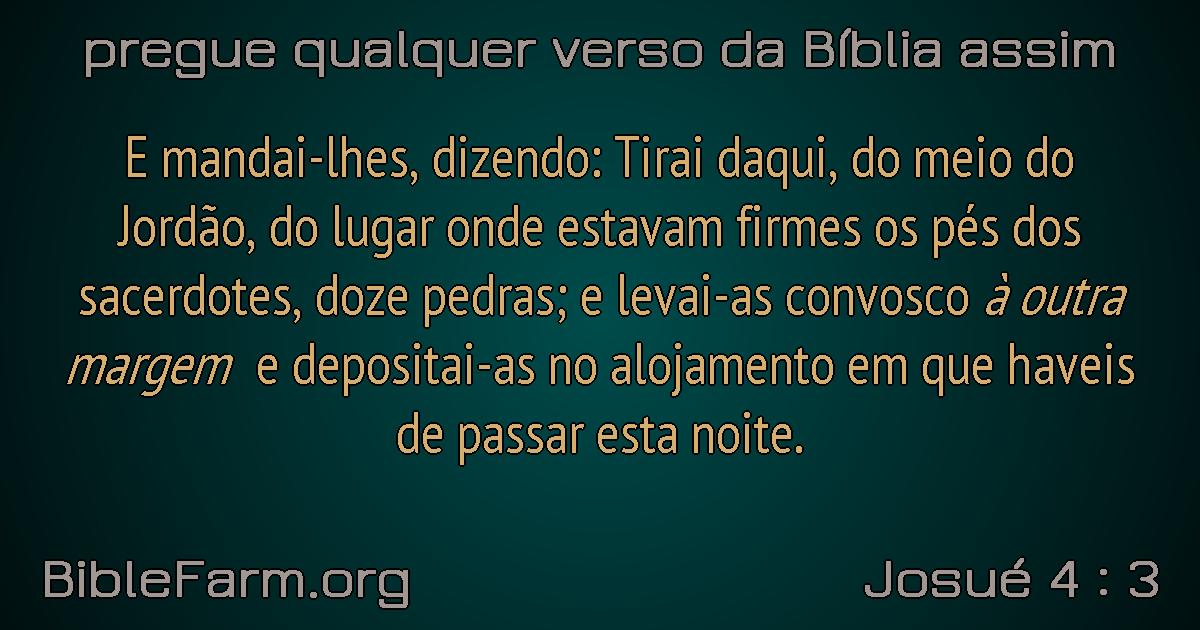 pregue qualquer verso da Bíblia assim
E mandai-lhes, dizendo: Tirai daqui, do meio do
Jordão, do lugar onde estavam firmes os pés dos
sacerdotes, doze pedras; e levai-as convosco à outra
margem e depositai-as no alojamento em que haveis
de passar esta noite.
BibleFarm.org
Josué 4 : 3